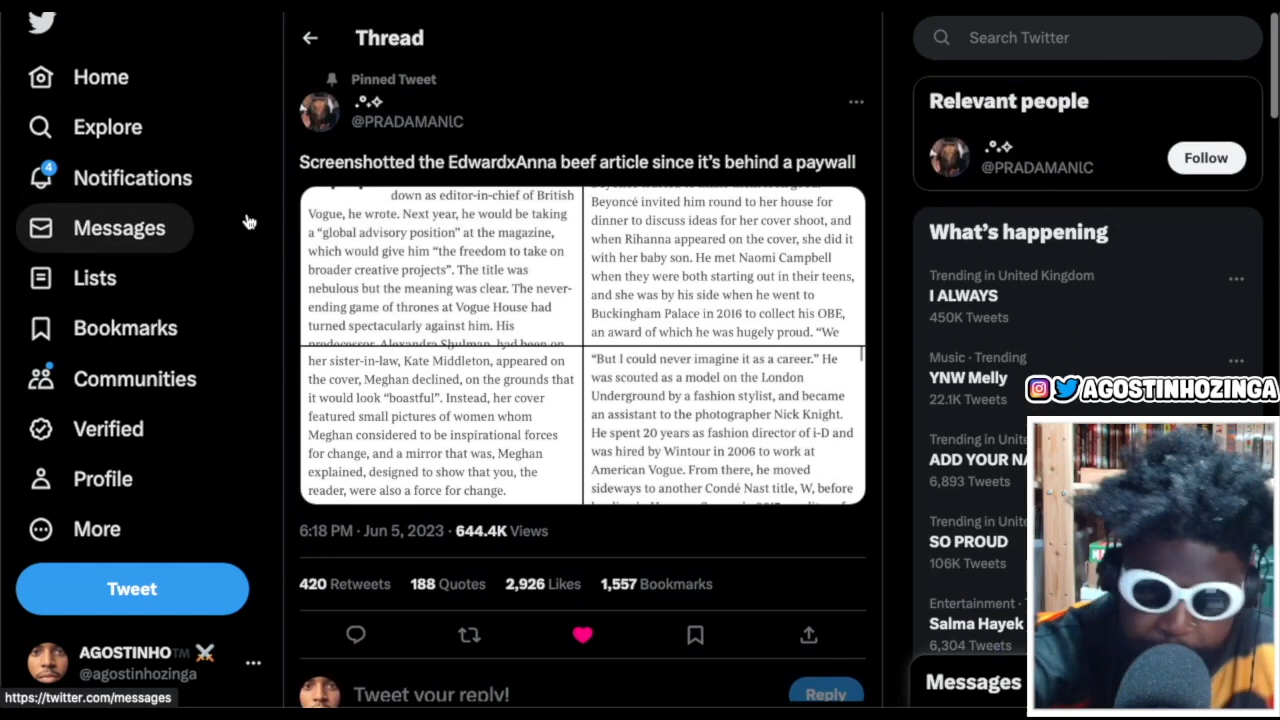 Home
Explore
4
Notifications
Messages
Lists
Bookmarks
Communities
Verified
Profile
More
Tweet
AGOSTINHO™
@agostinhozinga
https://twitter.com/messages
Thread
Pinned Tweet
@PRADAMANIC
Screenshotted the EdwardxAnna beef article since it's behind a paywall
down as editor-in-chief of British
Vogue, he wrote. Next year, he would be taking
a “global advisory position” at the magazine,
which would give him “the freedom to take on
broader creative projects”. The title was
nebulous but the meaning was clear. The never-
ending game of thrones at Vogue House had
turned spectacularly against him. His
predecessor, Alexandra Shulman, had been on
Beyoncé invited him round to her house for
dinner to discuss ideas for her cover shoot, and
when Rihanna appeared on the cover, she did it
with her baby son. He met Naomi Campbell
when they were both starting out in their teens,
and she was by his side when he went to
Buckingham Palace in 2016 to collect his OBE,
an award of which he was hugely proud. “We
her sister-in-law, Kate Middleton, appeared on
the cover, Meghan declined, on the grounds that
it would look “boastful”. Instead, her cover
featured small pictures of women whom
Meghan considered to be inspirational forces
for change, and a mirror that was, Meghan
explained, designed to show that you, the
reader, were also a force for change.
“But I could never imagine it as a career.” He
was scouted as a model on the London
Underground by a fashion stylist, and became
an assistant to the photographer Nick Knight.
He spent 20 years as fashion director of i-D and
was hired by Wintour in 2006 to work at
American Vogue. From there, he moved
sideways to another Condé Nast title, W, before
6:18 PM · Jun 5, 2023 · 644.4K Views
420 Retweets 188 Quotes 2,926 Likes 1,557 Bookmarks
Tweet your reply!
Reply
Search Twitter
Relevant people
@PRADAMANIC
Follow
What's happening
Trending in United Kingdom
I ALWAYS
450K Tweets
Music · Trending
YNW Melly
22.1K Tweets
AGOSTINHOZINGA
Trending in
ADD YOUR
6,893 Tweets
Trending in
SO PROUD
106K Tweets
Entertainment ·
Salma Hayek
6,304 Tweets
Messages